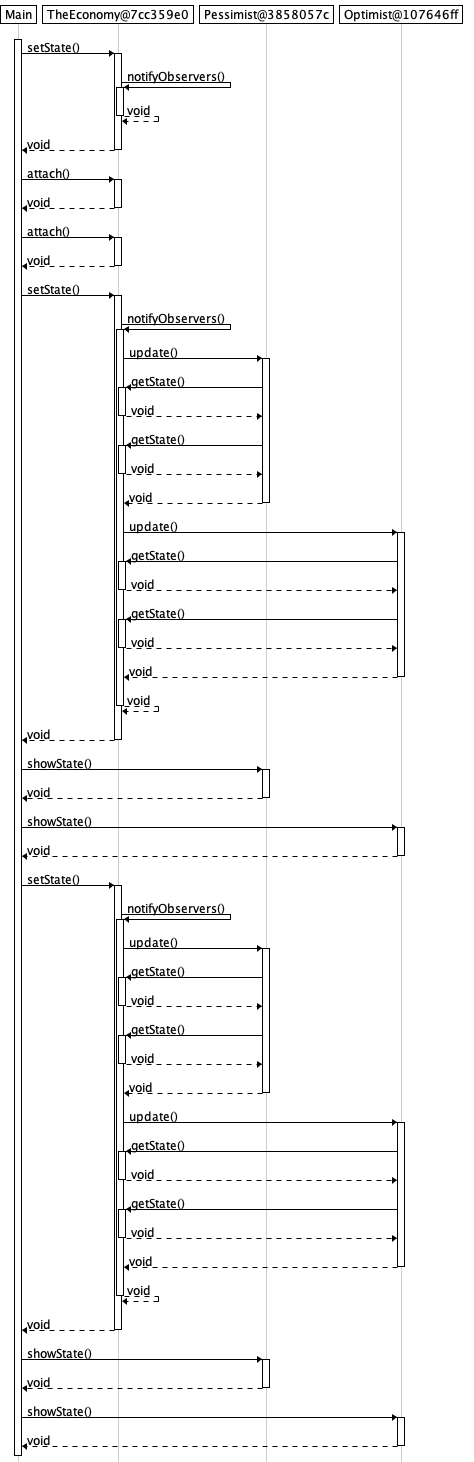 Main TheEconomy@7cc359e0 Pessimist@3858057c Optimist@107646ff
setState()
notifyObservers()
void
void
attach()
void
attach()
void
setState()
notifyObservers()
update()
getState()
void
getState()
void
void
update()
getState()
void
getState()
void
void
void
void
showState()
void
showState()
void
setState()
notifyObservers()
update()
getState()
void
getState()
void
void
update()
getState()
void
getState()
void
void
void
void
showState()
void
showState()
void